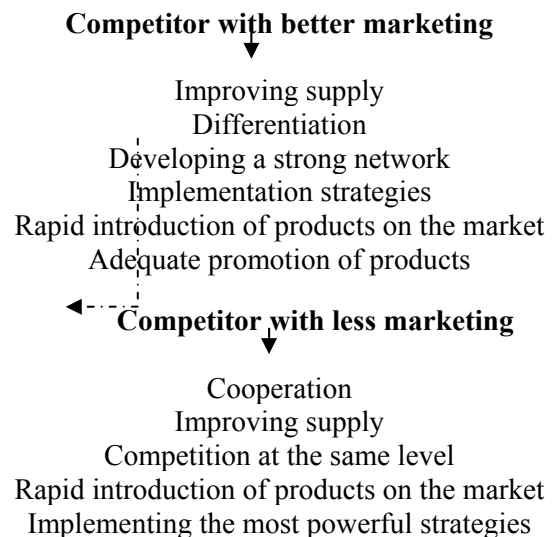 Competitor with better marketing
Improving supply
Differentiation
Developing a strong network
Implementation strategies
Rapid introduction of products on the market
Adequate promotion of products
Competitor with less marketing
Cooperation
Improving supply
Competition at the same level
Rapid introduction of products on the market
Implementing the most powerful strategies